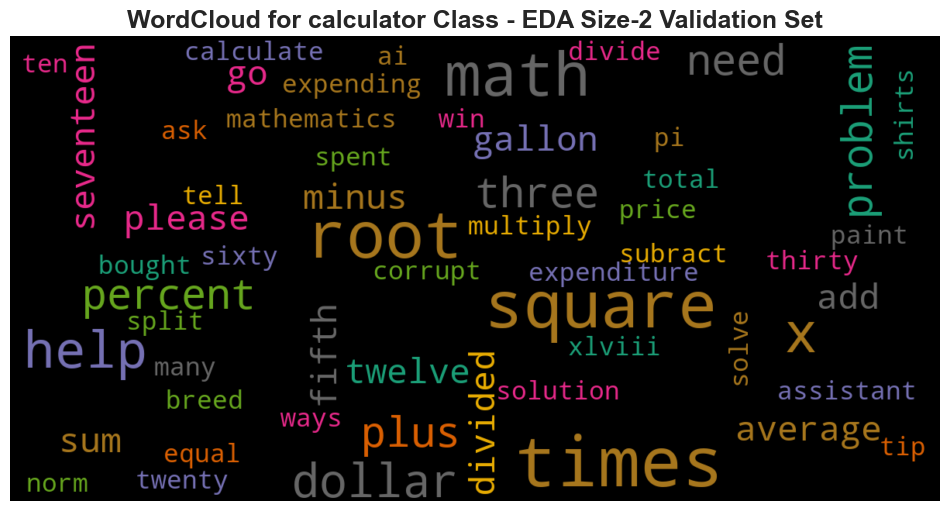 WordCloud for calculator Class - EDA Size-2 Validation Set
ten
seventeen
calculate
go
ai
expending
math
divide
need
problem
shirts
ask
mathematics
win
gallon
pi
spent
tell
minus
three
total
please
root
multiply
price
paint
bought
sixty
corrupt
expenditure
subract
thirty
percent
split
square
add
help
many
fifth
twelve
xlviii
solve
x
breed
divided
solution
assistant
ways
sum
equal
plus
average
tip
norm
twenty
dollar
times